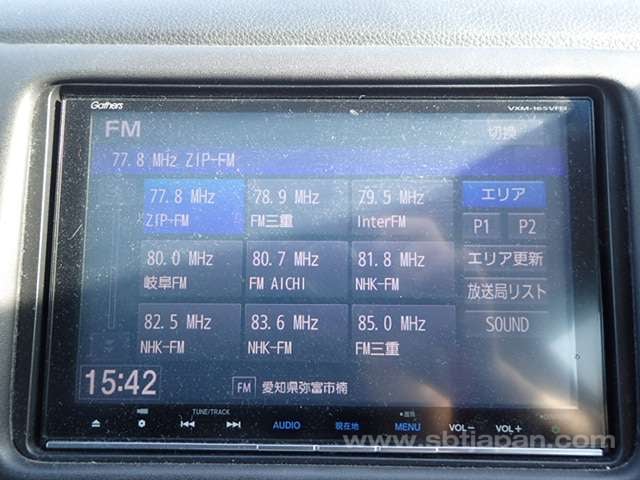 Gathers VXM-165VFEi
FM 切換
77.8 MHz ZIP-FM
77.8 MHz 78.9 MHz 79.5 MHz エリア
ZIP-FM FM三重 InterFM P1 P2
80.0 MHz 80.7 MHz 81.8 MHz エリア更新
岐阜FM FM AICHI NHK-FM 放送局リスト
82.5 MHz 83.6 MHz 85.0 MHz SOUND
NHK-FM NHK-FM FM三重
15:42 FM 愛知県弥富市楠
TUNE/TRACK
AUDIO 現在地 MENU VOL- VOL+
www.sbtjapan.com